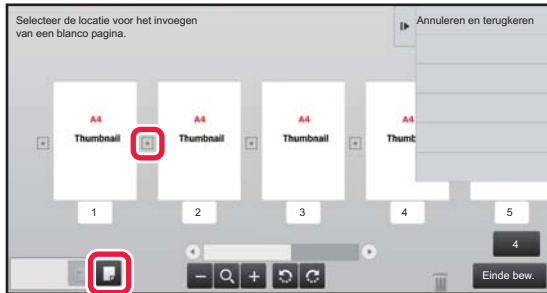 Selecteer de locatie voor het invoegen
van een blanco pagina.
Annuleren en terugkeren
A4
Thumbnail
A4
Thumbnail
A4
Thumbnail
A4
Thumb
1
2
3
4
5
4
Einde bew.